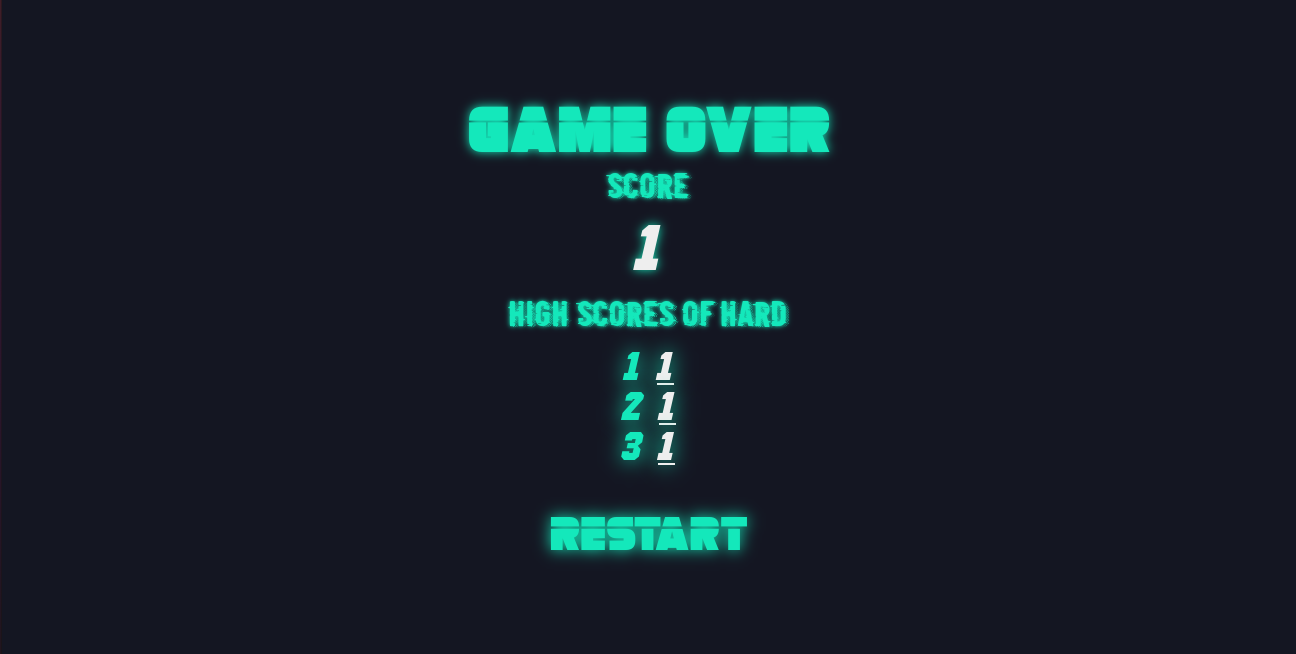 GAME OVER
SCORE
1
HIGH SCORES OF HARD
1 1
2 1
3 1
RESTART